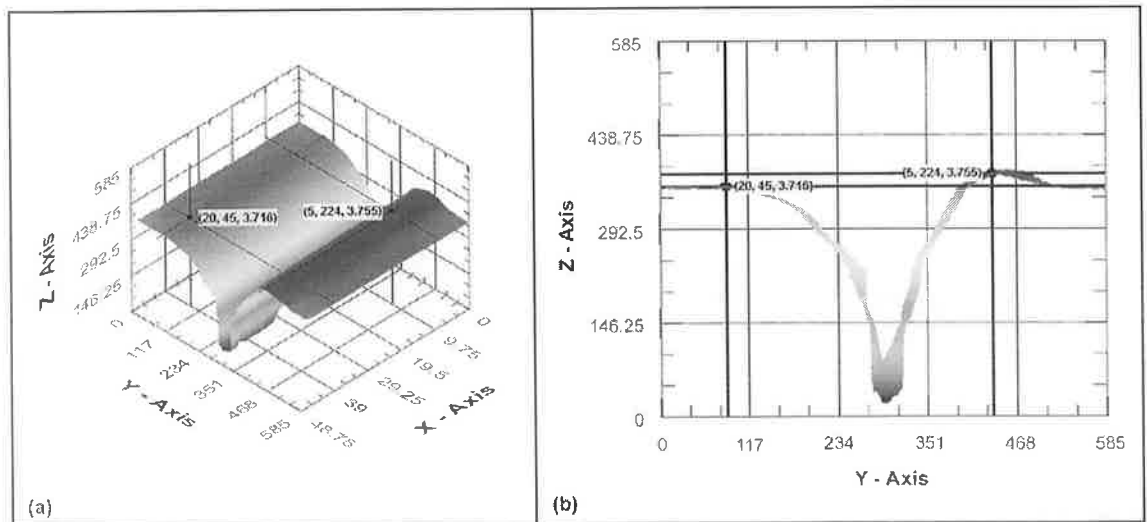 585
438.75
292.5
146.25
0
Z - Axis
117
234
351
468
585
Y - Axis
0
9.75
19.5
29.25
39
48.75
X - Axis
(20, 45, 3.716)
(5, 224, 3.755)
(a)
585
438.75
292.5
146.25
0
Z - Axis
(20, 45, 3.716)
(5, 224, 3.755)
0
117
234
351
468
585
Y - Axis
(b)